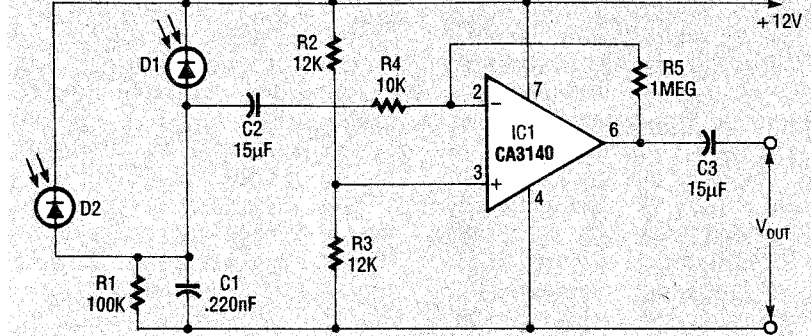 +12V
D1
R2
12K
R4
10K
R5
1MEG
C2
15µF
2
−
7
IC1
CA3140
6
3
+
4
C3
15µF
D2
R1
100K
C1
.220nF
R3
12K
VOUT